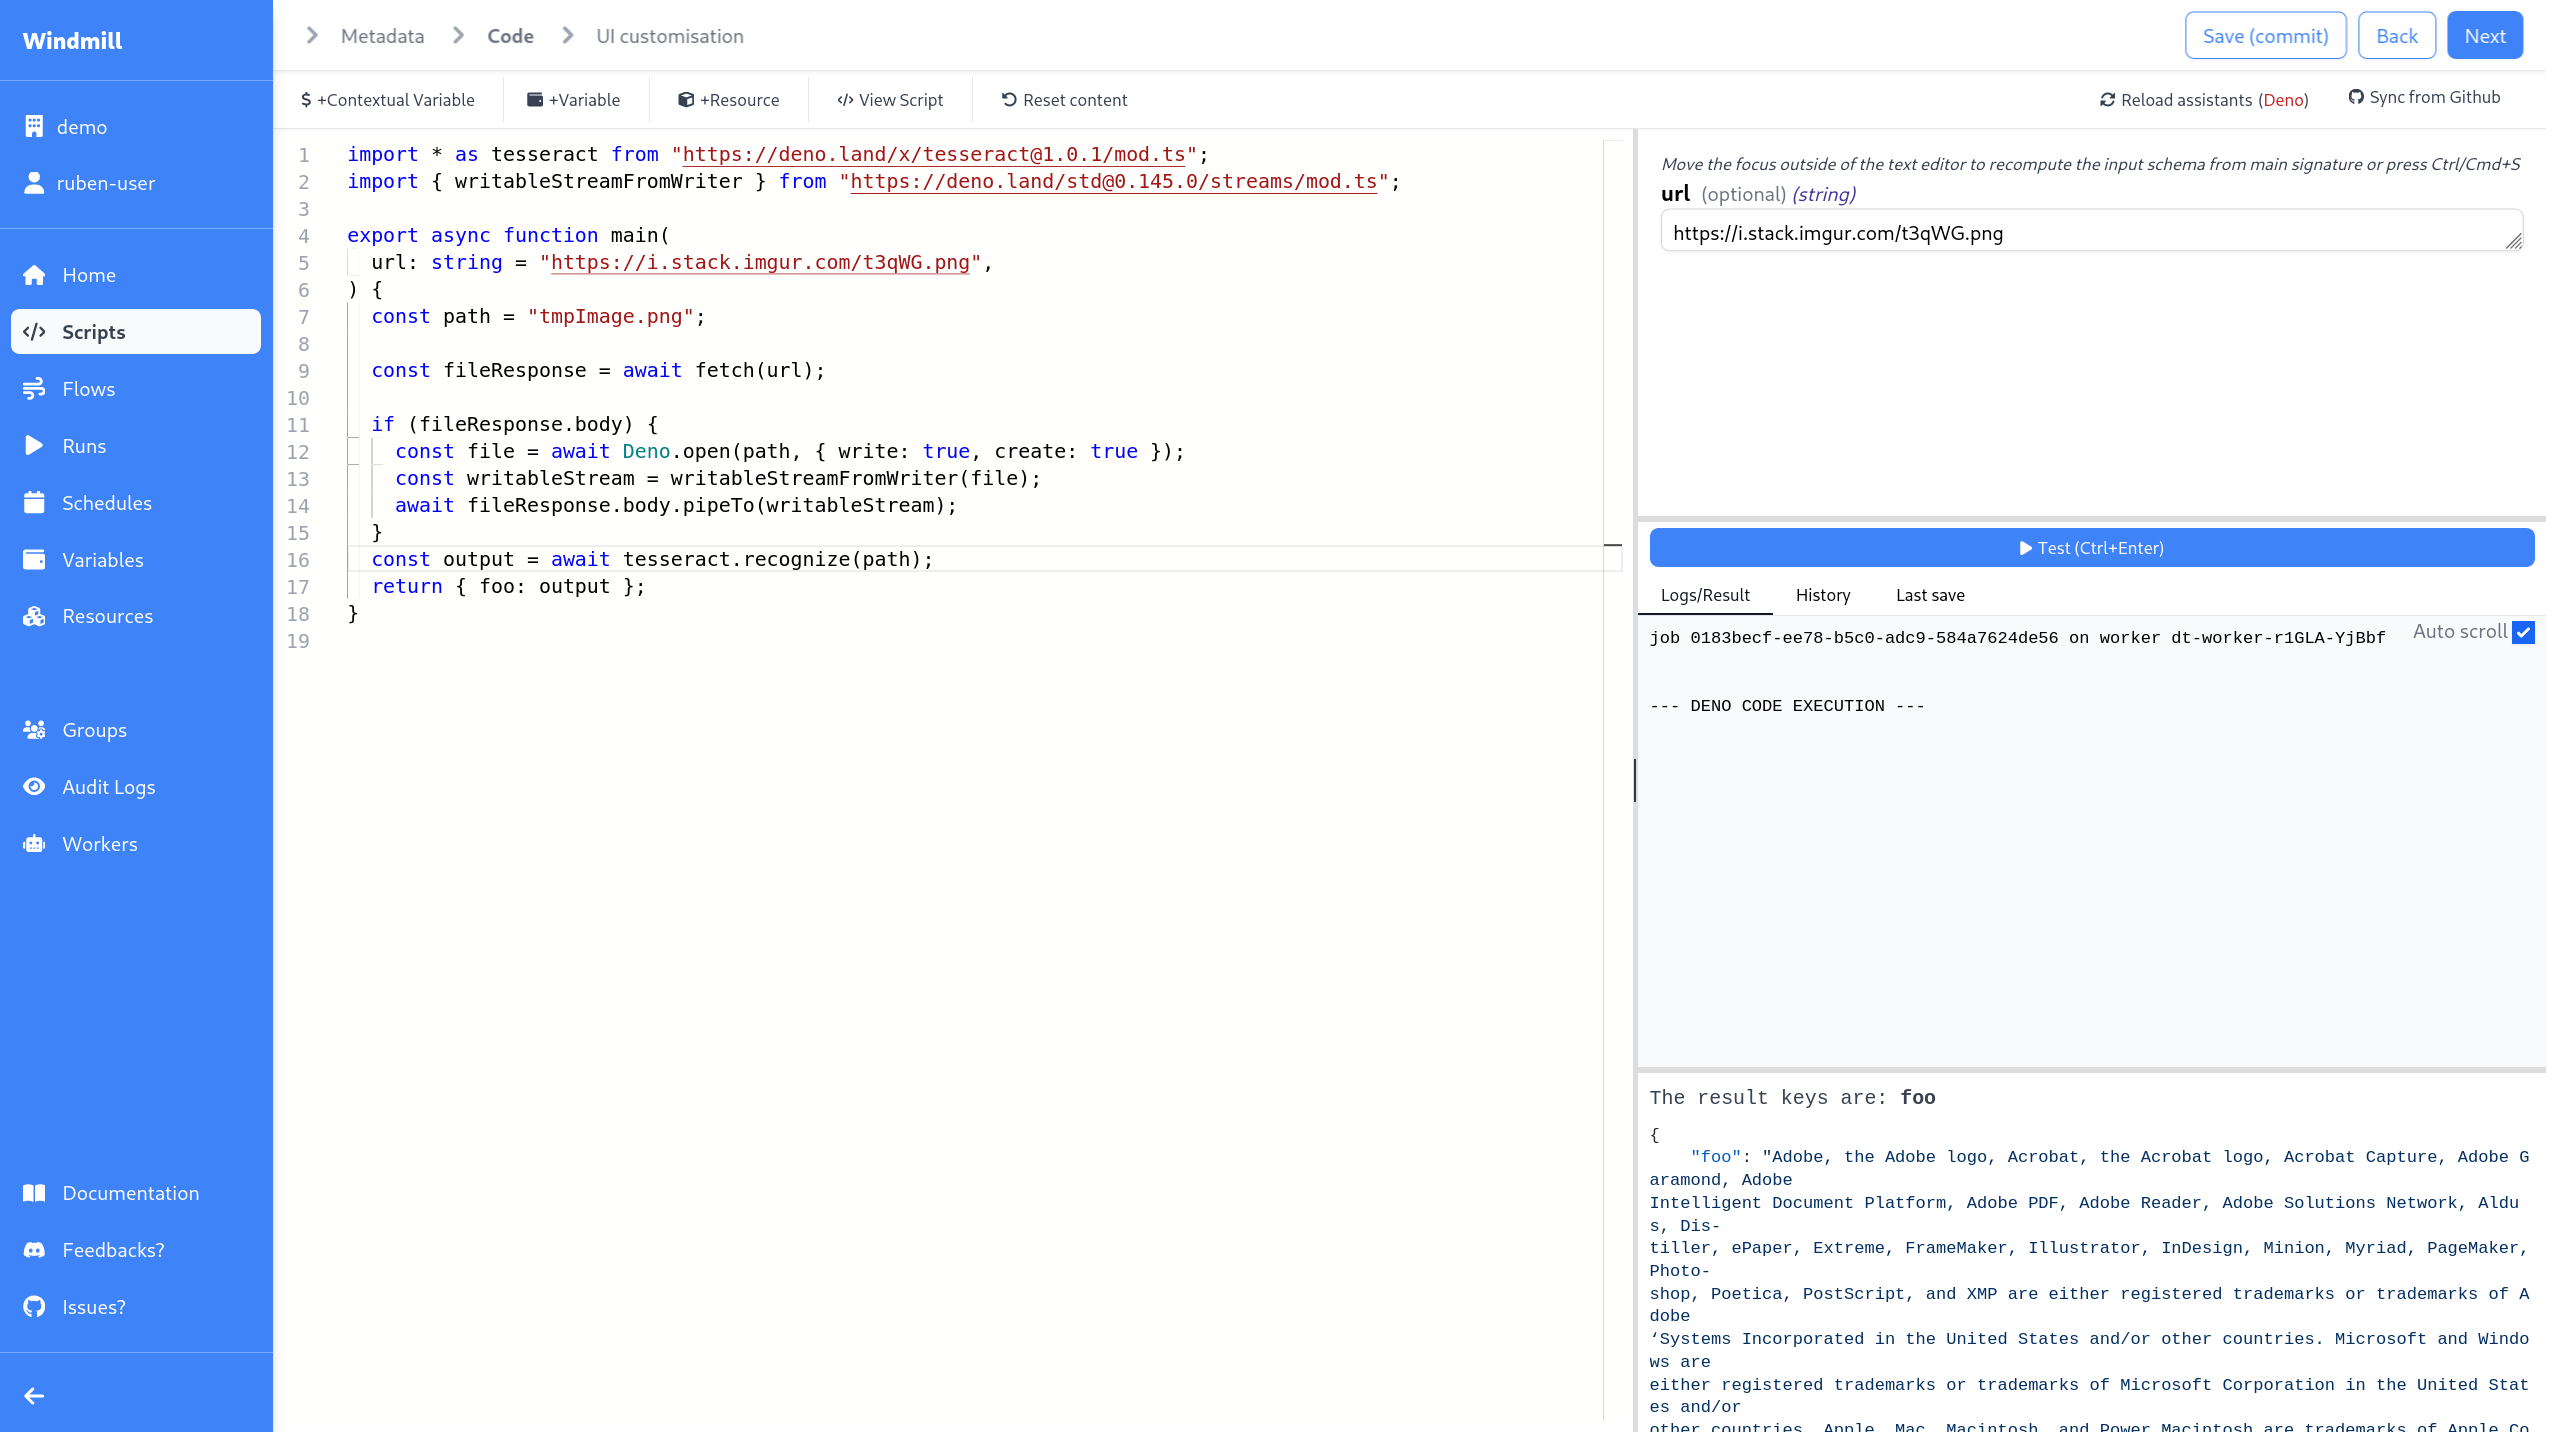 Windmill
demo
ruben-user
Home
Scripts
Flows
Runs
Schedules
Variables
Resources
Groups
Audit Logs
Workers
Documentation
Feedbacks?
Issues?
Metadata
Code
UI customisation
Save (commit)
Back
Next
$ +Contextual Variable
+Variable
+Resource
</> View Script
Reset content
Reload assistants (Deno)
Sync from Github
1 import * as tesseract from "https://deno.land/x/tesseract@1.0.1/mod.ts";
2 import { writableStreamFromWriter } from "https://deno.land/std@0.145.0/streams/mod.ts";
3
4 export async function main(
5 url: string = "https://i.stack.imgur.com/t3qWG.png",
6 ) {
7 const path = "tmpImage.png";
8
9 const fileResponse = await fetch(url);
10
11 if (fileResponse.body) {
12 const file = await Deno.open(path, { write: true, create: true });
13 const writableStream = writableStreamFromWriter(file);
14 await fileResponse.body.pipeTo(writableStream);
15 }
16 const output = await tesseract.recognize(path);
17 return { foo: output };
18 }
19
Move the focus outside of the text editor to recompute the input schema from main signature or press Ctrl/Cmd+S
url (optional) (string)
https://i.stack.imgur.com/t3qWG.png
Test (Ctrl+Enter)
Logs/Result
History
Last save
job 0183becf-ee78-b5c0-adc9-584a7624de56 on worker dt-worker-r1GLA-YjBbf
Auto scroll
--- DENO CODE EXECUTION ---
The result keys are: foo
{
"foo": "Adobe, the Adobe logo, Acrobat, the Acrobat logo, Acrobat Capture, Adobe G
aramond, Adobe
Intelligent Document Platform, Adobe PDF, Adobe Reader, Adobe Solutions Network, Aldu
s, Dis-
tiller, ePaper, Extreme, FrameMaker, Illustrator, InDesign, Minion, Myriad, PageMaker,
Photo-
shop, Poetica, PostScript, and XMP are either registered trademarks or trademarks of A
dobe
‘Systems Incorporated in the United States and/or other countries. Microsoft and Windo
ws are
either registered trademarks or trademarks of Microsoft Corporation in the United Stat
es and/or
other countries. Apple, Mac, Macintosh, and Power Macintosh are trademarks of Apple Co